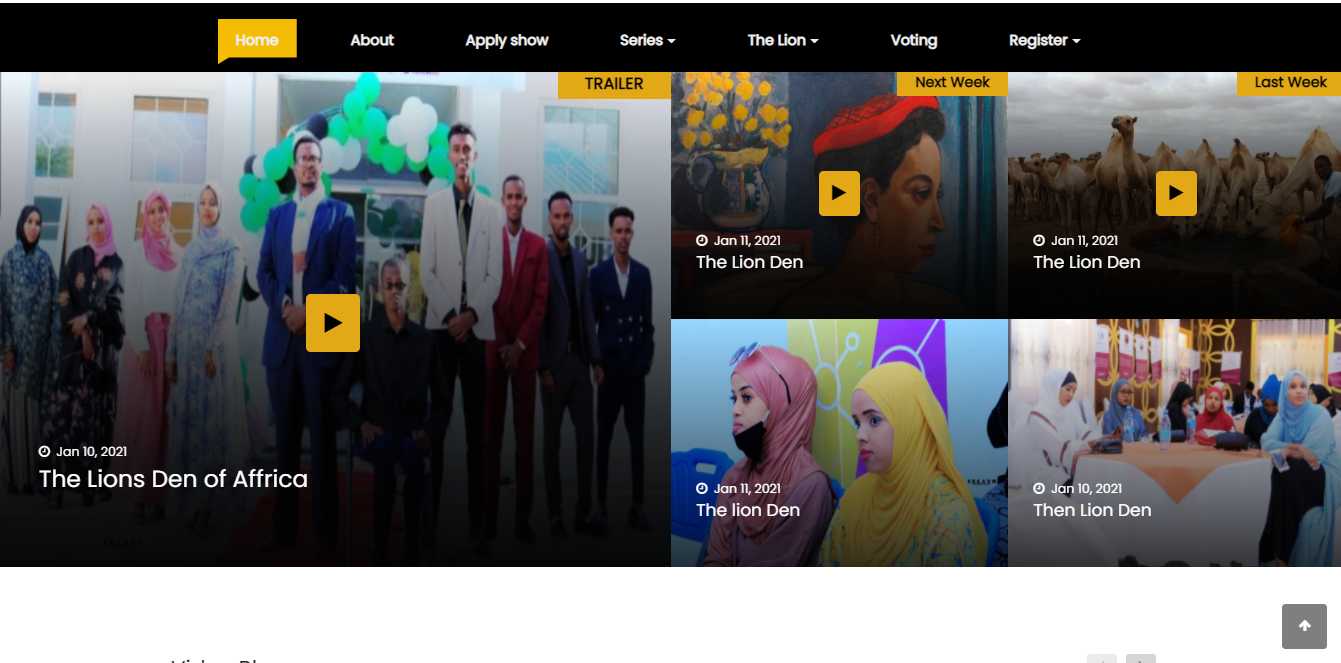 Home
About
Apply show
Series
The Lion
Voting
Register
TRAILER
Jan 10, 2021
The Lions Den of Affrica
Next Week
Jan 11, 2021
The Lion Den
Last Week
Jan 11, 2021
The Lion Den
Jan 11, 2021
The lion Den
Jan 10, 2021
Then Lion Den